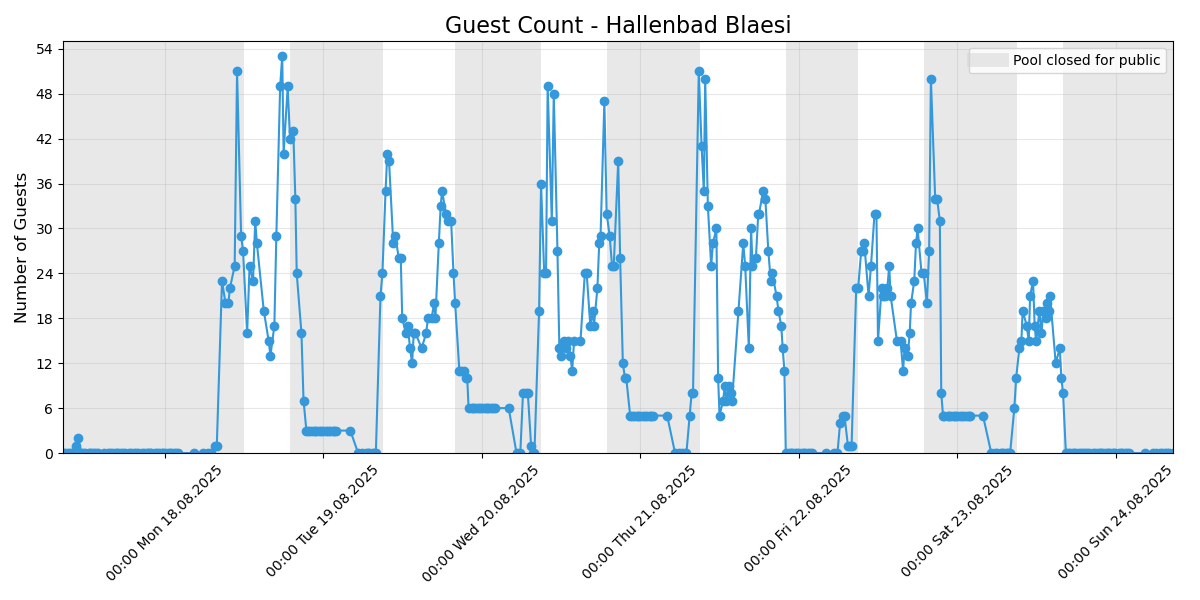 Guest Count - Hallenbad Blaesi
Pool closed for public
Number of Guests
54
48
42
36
30
24
18
12
6
0
00:00 Mon 18.08.2025
00:00 Tue 19.08.2025
00:00 Wed 20.08.2025
00:00 Thu 21.08.2025
00:00 Fri 22.08.2025
00:00 Sat 23.08.2025
00:00 Sun 24.08.2025